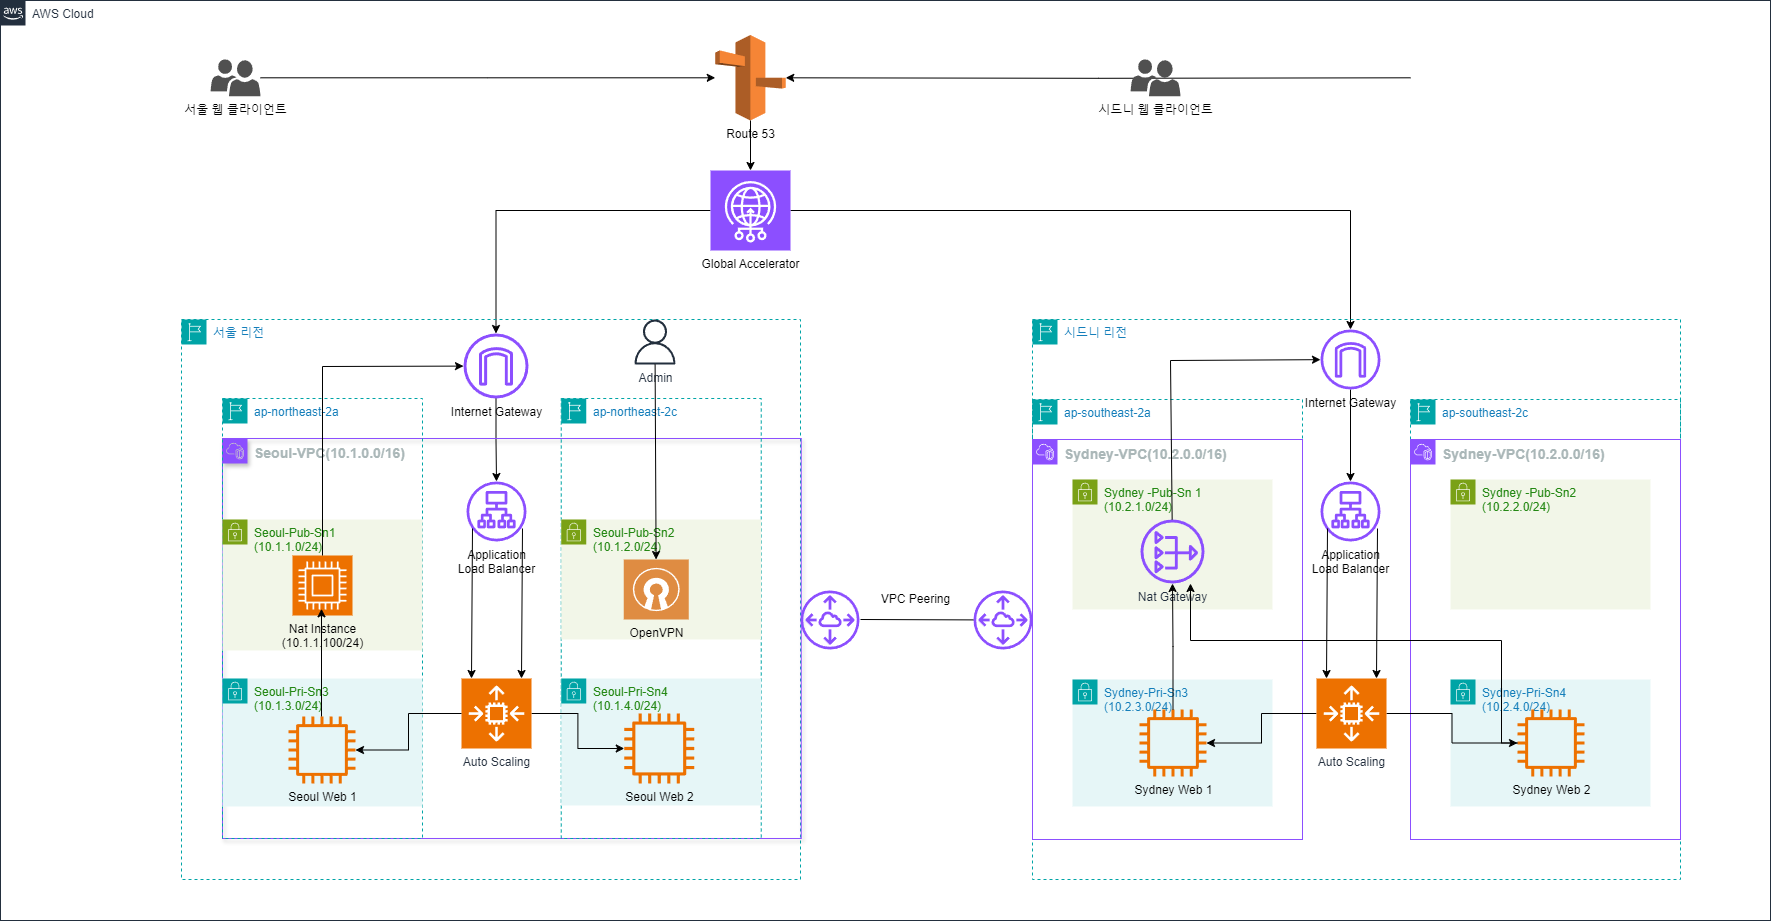 aws
AWS Cloud
서울 웹 클라이언트
Route 53
시드니 웹 클라이언트
Global Accelerator
서울 리전
Admin
Internet Gateway
ap-northeast-2a
ap-northeast-2c
Seoul-VPC(10.1.0.0/16)
Seoul-Pub-Sn1
(10.1.1.0/24)
Nat Instance
(10.1.1.100/24)
Application
Load Balancer
Seoul-Pub-Sn2
(10.1.2.0/24)
OpenVPN
Seoul-Pri-Sn3
(10.1.3.0/24)
Seoul Web 1
Auto Scaling
Seoul-Pri-Sn4
(10.1.4.0/24)
Seoul Web 2
VPC Peering
시드니 리전
Internet Gateway
ap-southeast-2a
ap-southeast-2c
Sydney-VPC(10.2.0.0/16)
Sydney-VPC(10.2.0.0/16)
Sydney -Pub-Sn 1
(10.2.1.0/24)
Nat Gateway
Application
Load Balancer
Sydney -Pub-Sn2
(10.2.2.0/24)
Sydney-Pri-Sn3
(10.2.3.0/24)
Sydney Web 1
Auto Scaling
Sydney-Pri-Sn4
(10.2.4.0/24)
Sydney Web 2